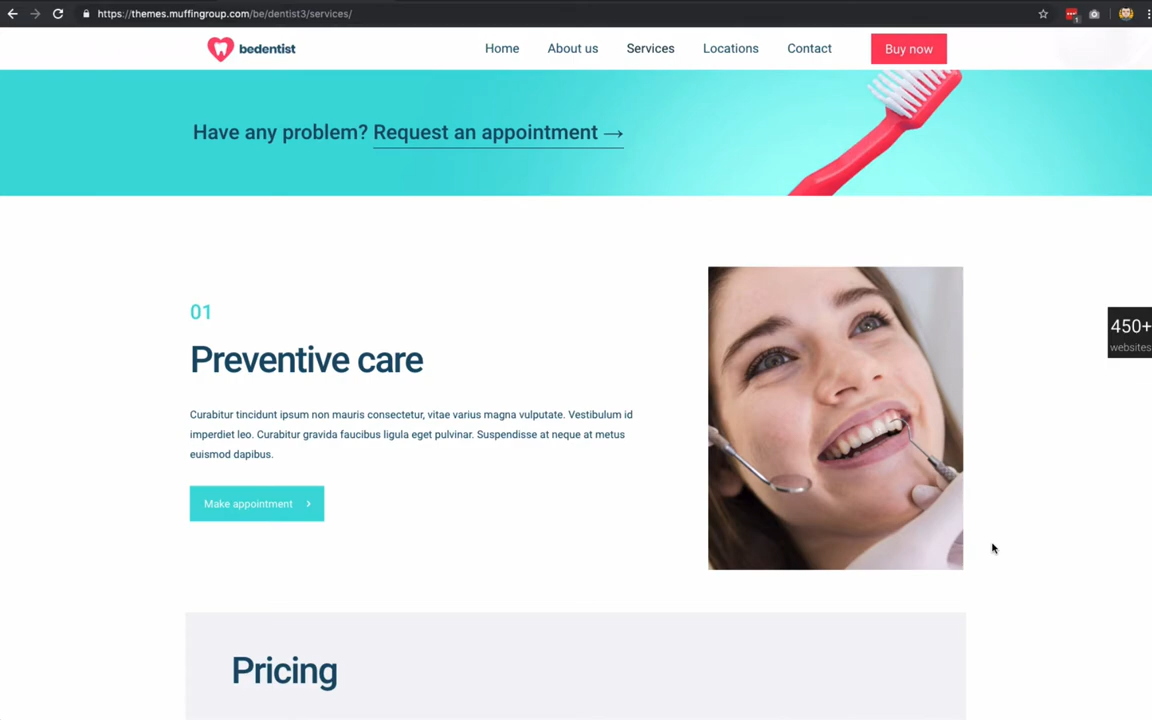 https://themes.muffingroup.com/be/dentist3/services/
1
bedentist
Home
About us
Services
Locations
Contact
Buy now
Have any problem? Request an appointment →
01
Preventive care
Curabitur tincidunt ipsum non mauris consectetur, vitae varius magna vulputate. Vestibulum id
imperdiet leo. Curabitur gravida faucibus ligula eget pulvinar. Suspendisse at neque at metus
euismod dapibus.
Make appointment >
450+
websites
Pricing